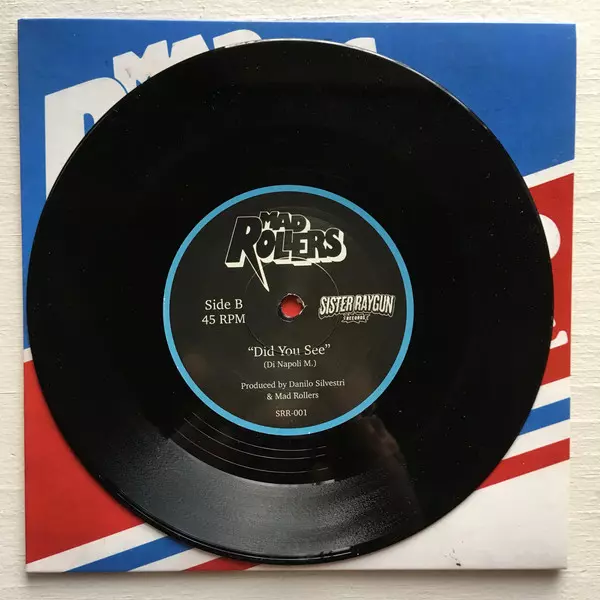 MAD
MAD
ROLLERS
Side B
45 RPM
SISTER RAYGUN
RECORDS
“Did You See”
(Di Napoli M.)
Produced by Danilo Silvestri
& Mad Rollers
SRR-001